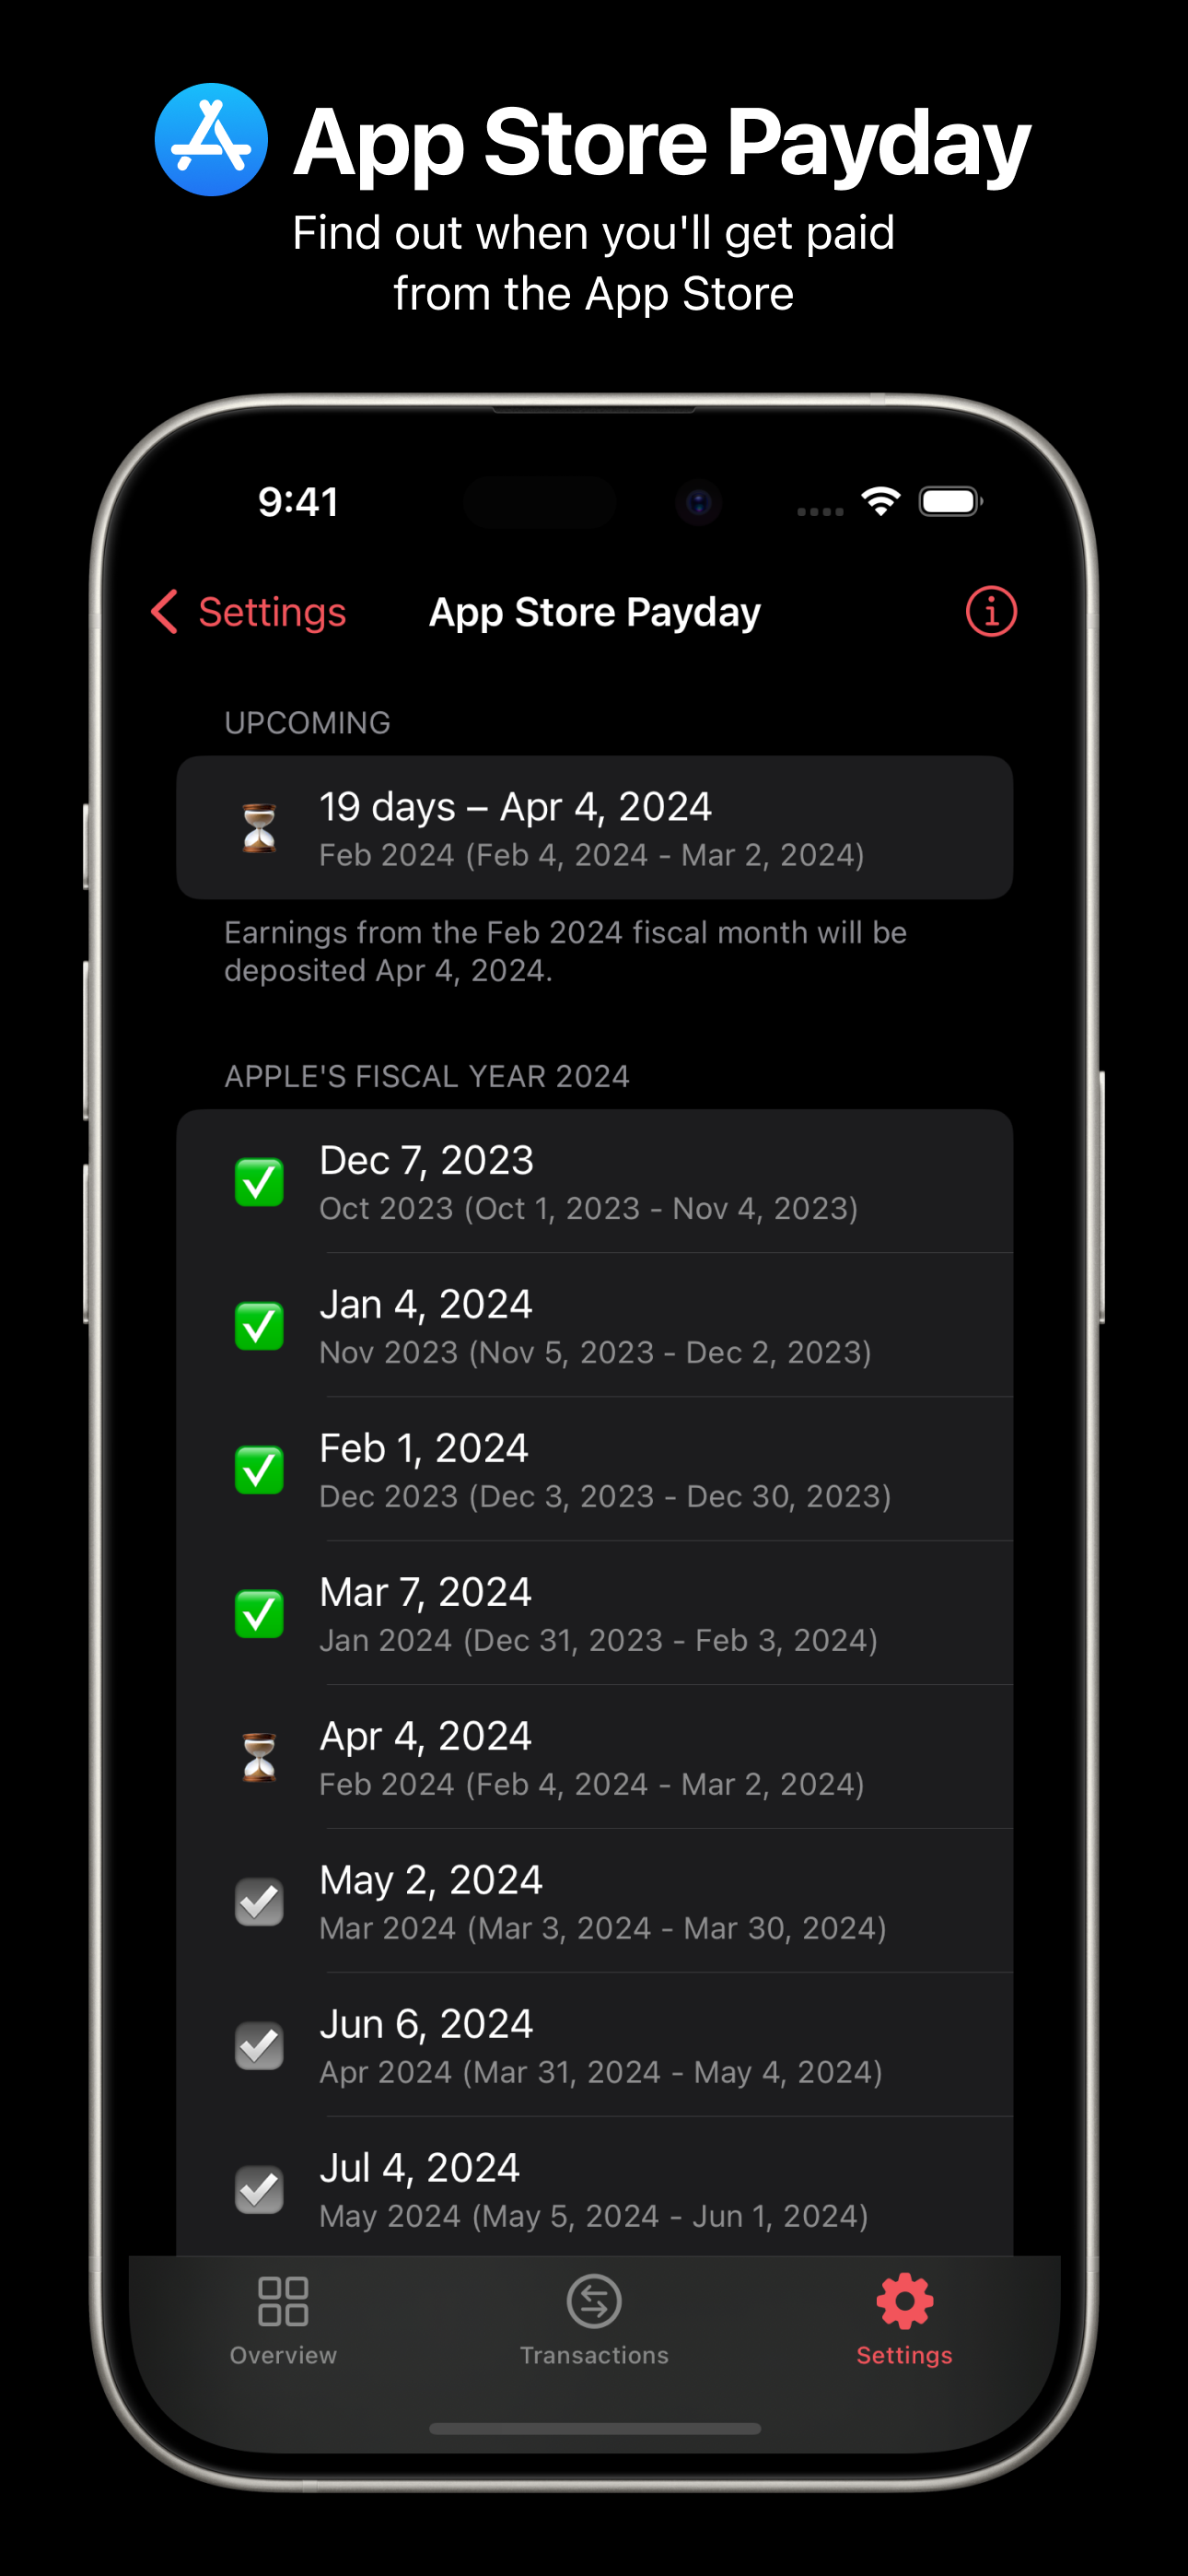 App Store Payday
Find out when you'll get paid
from the App Store
9:41
Settings
App Store Payday
UPCOMING
19 days – Apr 4, 2024
Feb 2024 (Feb 4, 2024 - Mar 2, 2024)
Earnings from the Feb 2024 fiscal month will be
deposited Apr 4, 2024.
APPLE'S FISCAL YEAR 2024
Dec 7, 2023
Oct 2023 (Oct 1, 2023 - Nov 4, 2023)
Jan 4, 2024
Nov 2023 (Nov 5, 2023 - Dec 2, 2023)
Feb 1, 2024
Dec 2023 (Dec 3, 2023 - Dec 30, 2023)
Mar 7, 2024
Jan 2024 (Dec 31, 2023 - Feb 3, 2024)
Apr 4, 2024
Feb 2024 (Feb 4, 2024 - Mar 2, 2024)
May 2, 2024
Mar 2024 (Mar 3, 2024 - Mar 30, 2024)
Jun 6, 2024
Apr 2024 (Mar 31, 2024 - May 4, 2024)
Jul 4, 2024
May 2024 (May 5, 2024 - Jun 1, 2024)
Overview
Transactions
Settings